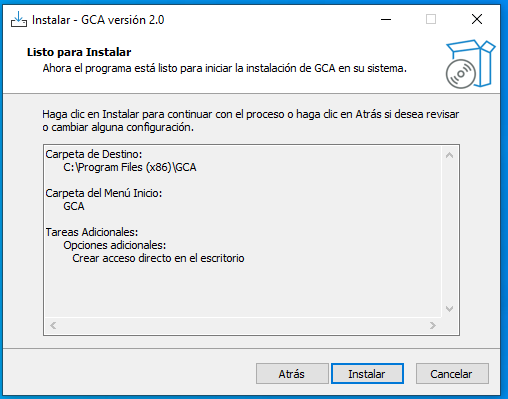 Instalar - GCA versión 2.0
Listo para Instalar
Ahora el programa está listo para iniciar la instalación de GCA en su sistema.
Haga clic en Instalar para continuar con el proceso o haga clic en Atrás si desea revisar
o cambiar alguna configuración.
Carpeta de Destino:
C:\Program Files (x86)\GCA
Carpeta del Menú Inicio:
GCA
Tareas Adicionales:
Opciones adicionales:
Crear acceso directo en el escritorio
Atrás
Instalar
Cancelar